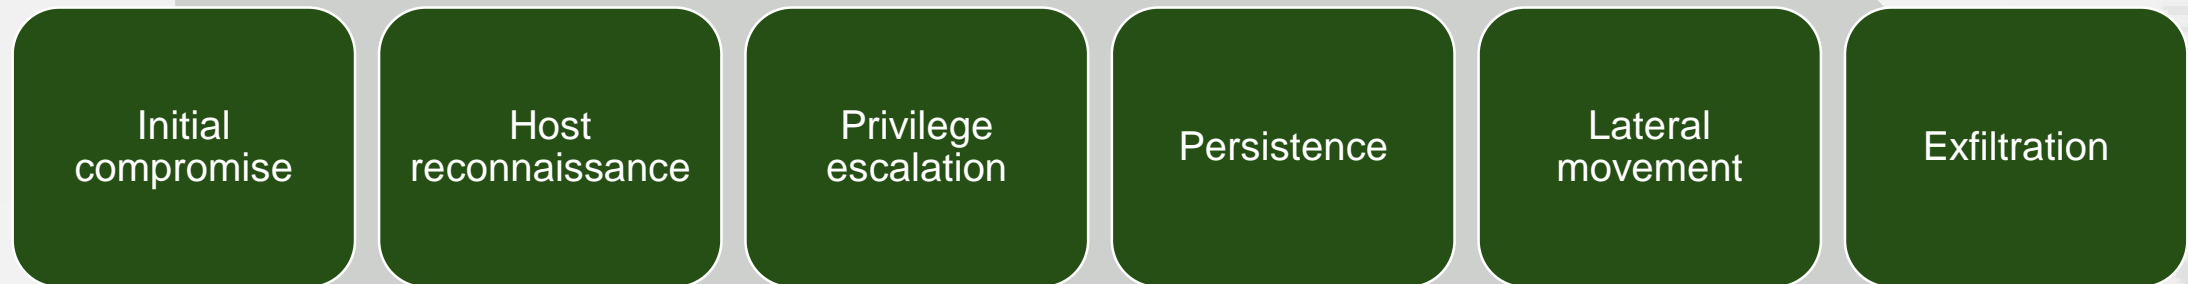 Initial
compromise
Host
reconnaissance
Privilege
escalation
Persistence
Lateral
movement
Exfiltration